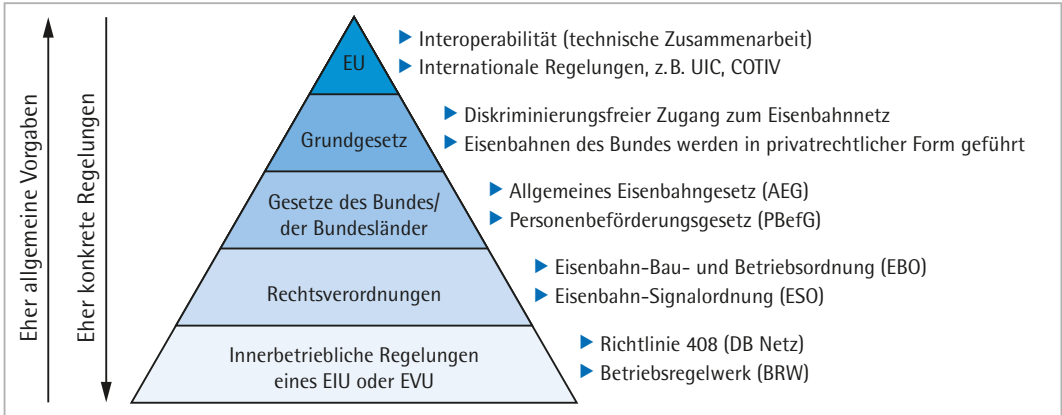 Eher allgemeine Vorgaben
Eher konkrete Regelungen
EU
▶ Interoperabilität (technische Zusammenarbeit)
▶ Internationale Regelungen, z. B. UIC, COTIV
Grundgesetz
▶ Diskriminierungsfreier Zugang zum Eisenbahnnetz
▶ Eisenbahnen des Bundes werden in privatrechtlicher Form geführt
Gesetze des Bundes/
der Bundesländer
▶ Allgemeines Eisenbahngesetz (AEG)
▶ Personenbeförderungsgesetz (PBefG)
Rechtsverordnungen
▶ Eisenbahn-Bau- und Betriebsordnung (EBO)
▶ Eisenbahn-Signalordnung (ESO)
Innerbetriebliche Regelungen
eines EIU oder EVU
▶ Richtlinie 408 (DB Netz)
▶ Betriebsregelwerk (BRW)